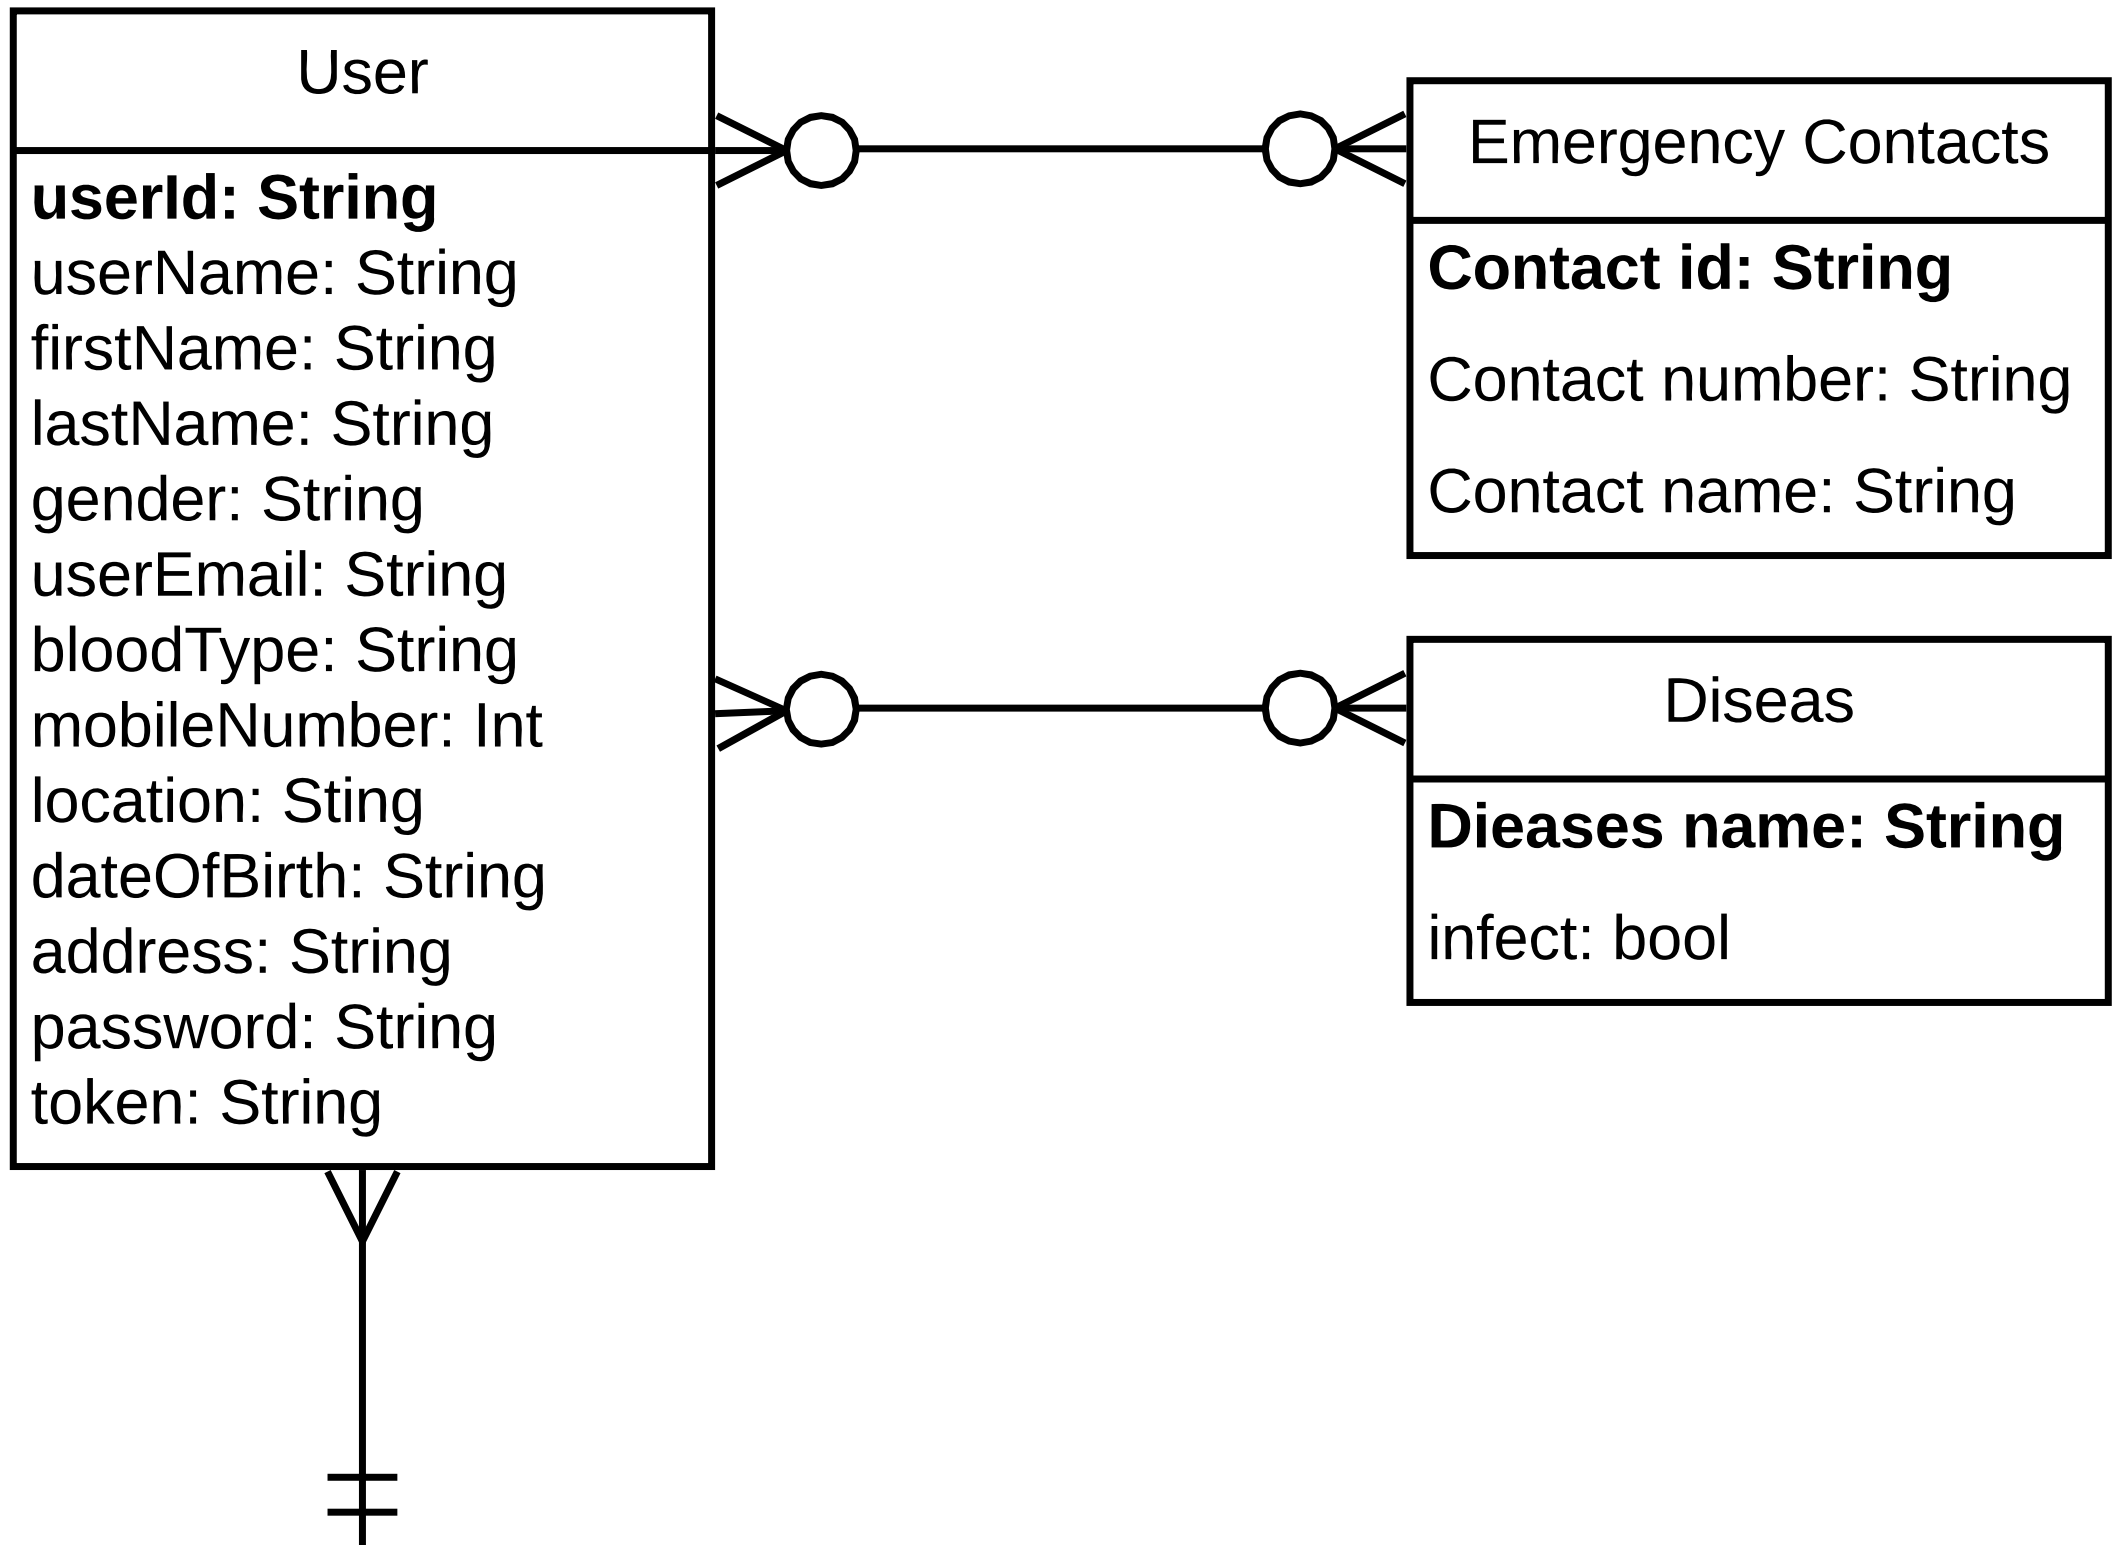 User
userId: String
userName: String
firstName: String
lastName: String
gender: String
userEmail: String
bloodType: String
mobileNumber: Int
location: Sting
dateOfBirth: String
address: String
password: String
token: String
Emergency Contacts
Contact id: String
Contact number: String
Contact name: String
Diseas
Dieases name: String
infect: bool